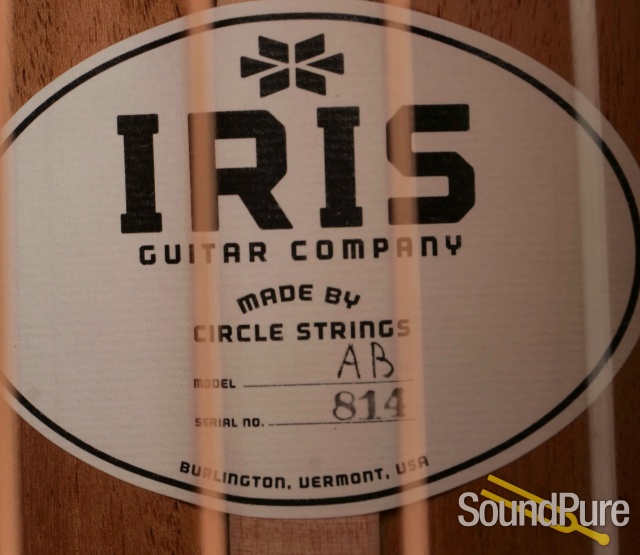 IRIS
GUITAR COMPANY
MADE BY
CIRCLE STRINGS
MODEL AB
SERIAL NO. 814
BURLINGTON, VERMONT, USA
SoundPure